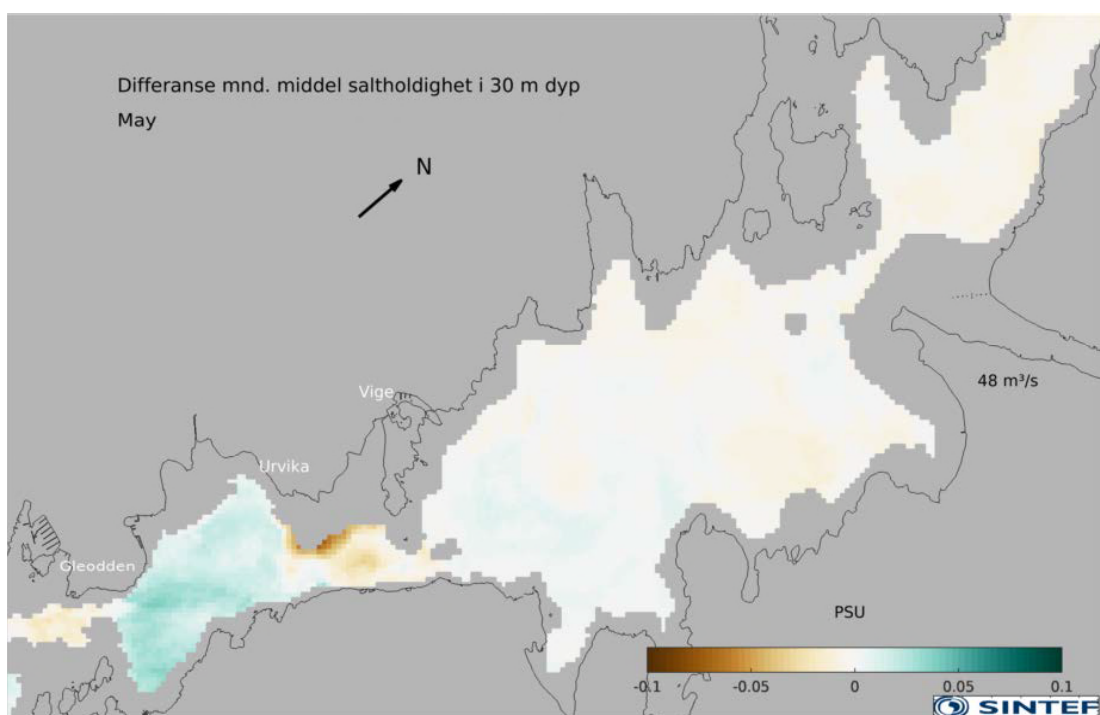 Differanse mnd. middel saltholdighet i 30 m dyp
May
N
Vige
Urvika
Gleodden
48 m³/s
PSU
-0.1 -0.05 0 0.05 0.1
SINTEF